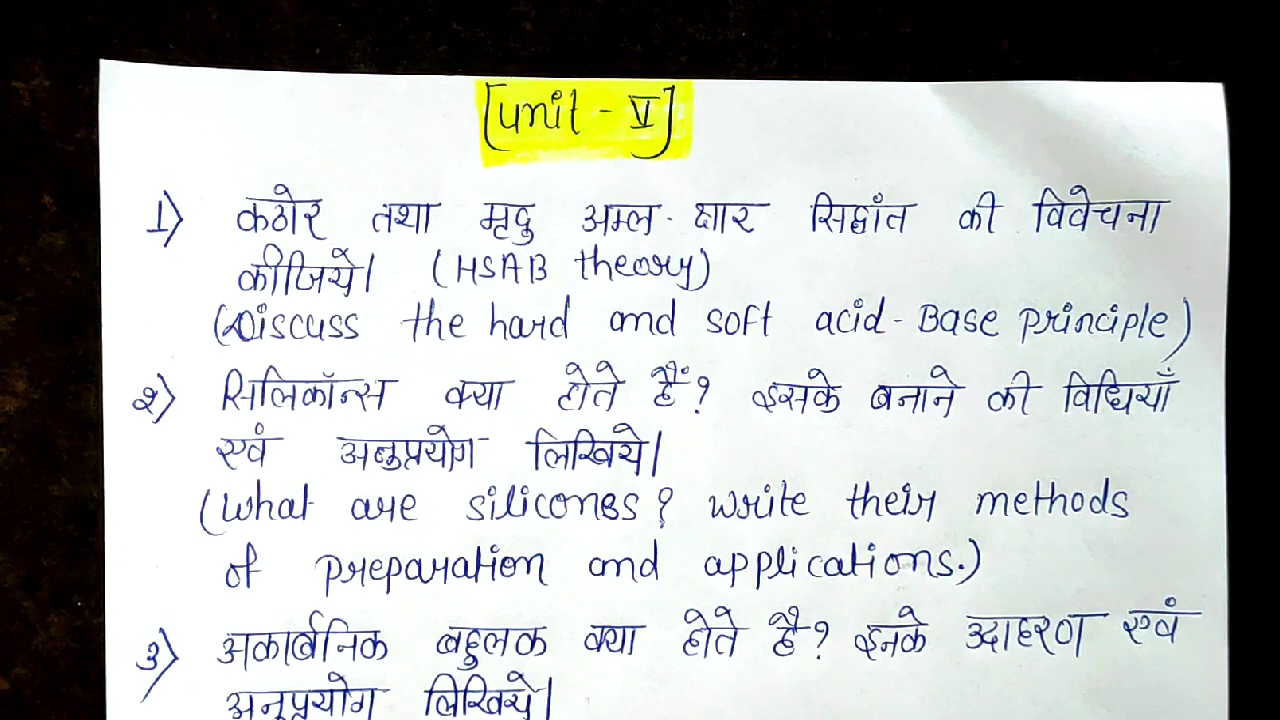 [Unit - V]
1) कठोर तथा मृदु अम्ल- क्षार सिद्धांत की विवेचना
कीजिये। (HSAB theory)
(Discuss the hard and soft acid-Base principle)
२) सिलिकॉन्स क्या होते हैं? इसके बनाने की विधियाँ
एवं अनुप्रयोग लिखिये।
(What are silicones? write their methods
of preparation and applications.)
३) अकार्बनिक बहुलक क्या होते है? इनके उदाहरण एवं
अनुप्रयोग लिखिये।